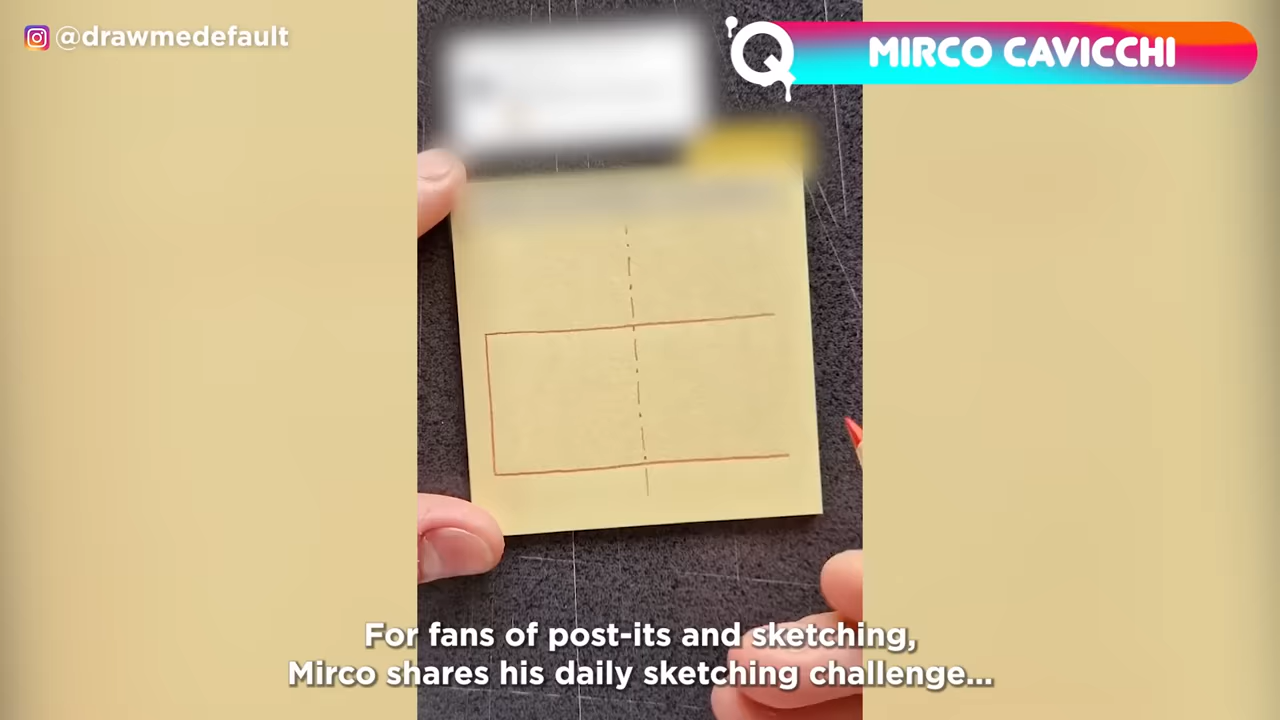 @drawmedefault
Q MIRCO CAVICCHI
For fans of post-its and sketching,
Mirco shares his daily sketching challenge...